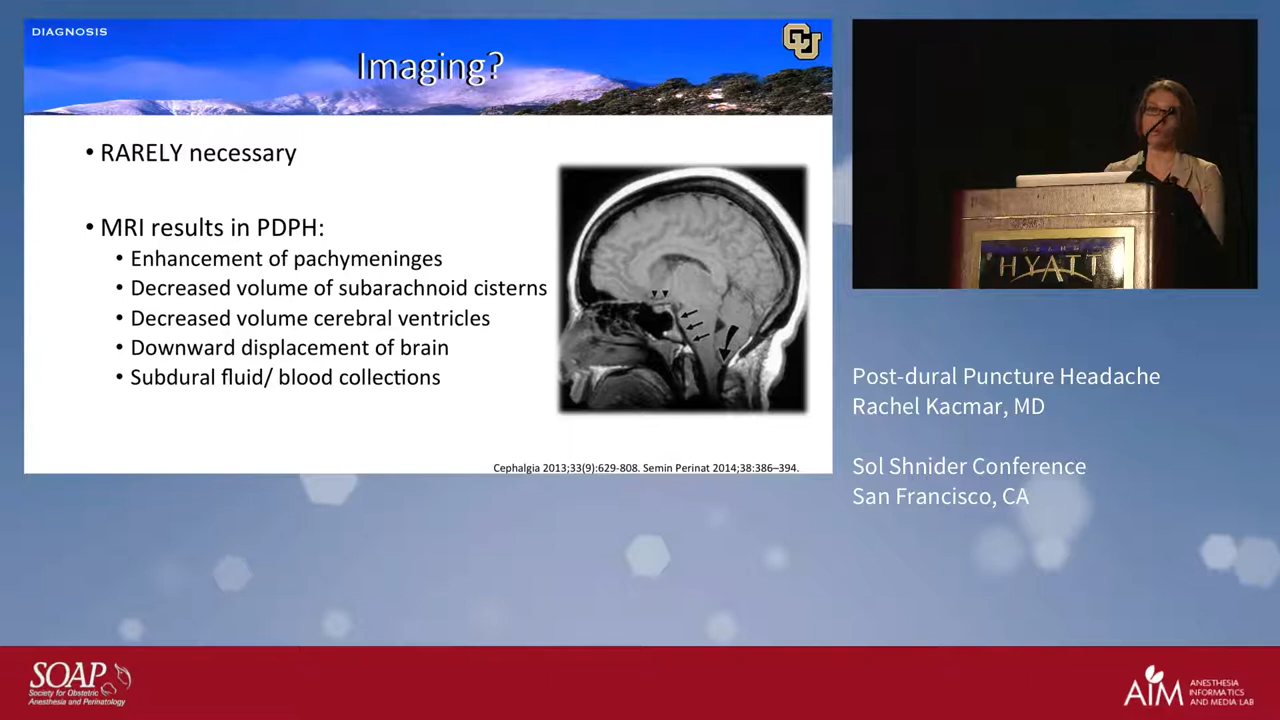 DIAGNOSIS
Imaging?
CU
• RARELY necessary
• MRI results in PDPH:
• Enhancement of pachymeninges
• Decreased volume of subarachnoid cisterns
• Decreased volume cerebral ventricles
• Downward displacement of brain
• Subdural fluid/ blood collections
Cephalgia 2013;33(9):629-808. Semin Perinat 2014;38:386–394.
GRAND
HYATT
Post-dural Puncture Headache
Rachel Kacmar, MD
Sol Shnider Conference
San Francisco, CA
SOAP
Society for Obstetric
Anesthesia and Perinatology
AIM
ANESTHESIA
INFORMATICS
AND MEDIA LAB